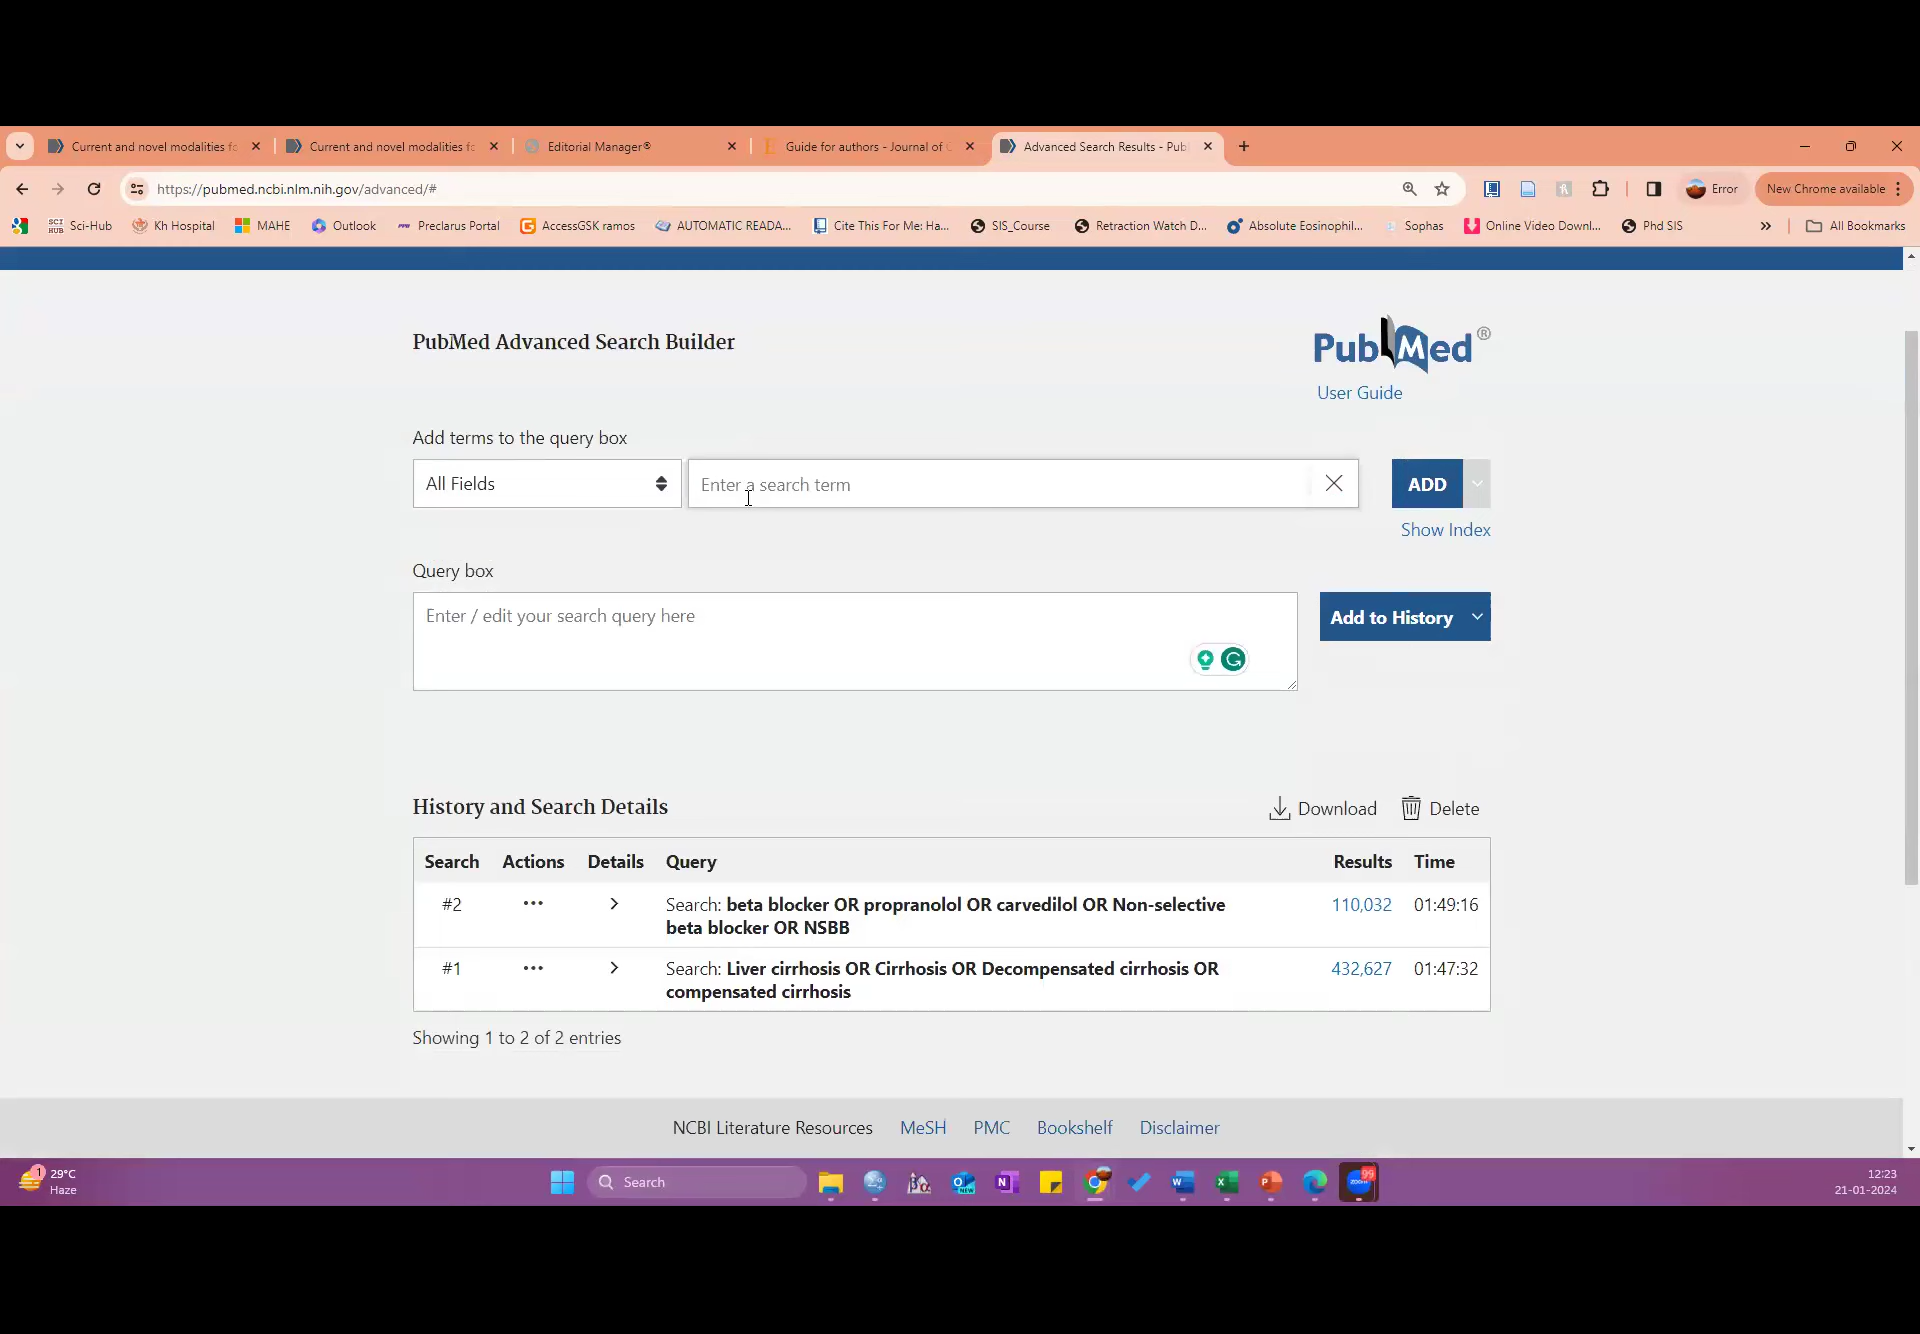 Current and novel modalities fo
Current and novel modalities fo
Editorial Manager®
Guide for authors - Journal of C
Advanced Search Results - Pub
https://pubmed.ncbi.nlm.nih.gov/advanced/#
Error
New Chrome available
SCI HUB
Sci-Hub
Kh Hospital
MAHE
Outlook
Preclarus Portal
AccessGSK ramos
AUTOMATIC READA...
Cite This For Me: Ha...
SIS_Course
Retraction Watch D...
Absolute Eosinophil...
Sophas
Online Video Downl...
Phd SIS
All Bookmarks
PubMed Advanced Search Builder
PubMed®
User Guide
Add terms to the query box
All Fields
Enter a search term
ADD
Show Index
Query box
Enter / edit your search query here
Add to History
History and Search Details
Download
Delete
Search Actions Details Query Results Time
#2 ••• Search: beta blocker OR propranolol OR carvedilol OR Non-selective 110,032 01:49:16
beta blocker OR NSBB
#1 ••• Search: Liver cirrhosis OR Cirrhosis OR Decompensated cirrhosis OR 432,627 01:47:32
compensated cirrhosis
Showing 1 to 2 of 2 entries
NCBI Literature Resources MeSH PMC Bookshelf Disclaimer
1
29°C
Haze
Search
NEW
99
zoom
12:23
21-01-2024